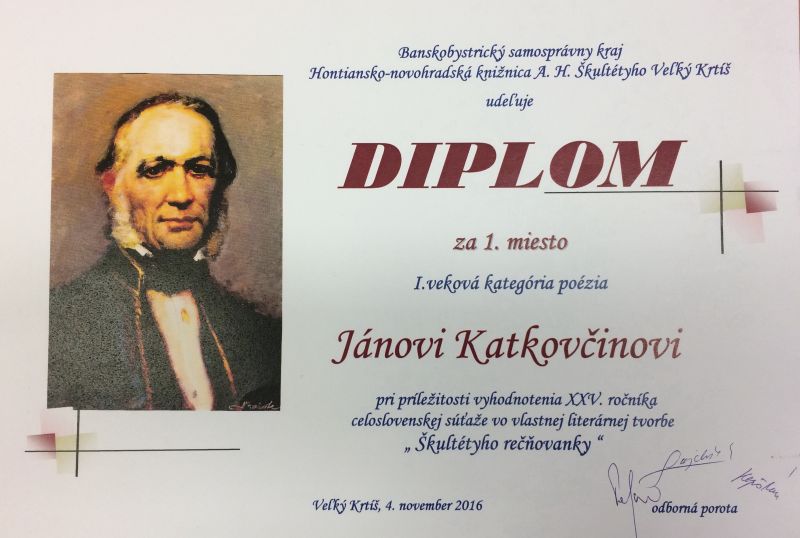 Banskobystrický samosprávny kraj
Hontiansko-novohradská knižnica A. H. Škultétyho Veľký Krtíš
udeľuje
DIPLOM
za 1. miesto
I.veková kategória poézia
Jánovi Katkovčinovi
pri príležitosti vyhodnotenia XXV. ročníka
celoslovenskej súťaže vo vlastnej literárnej tvorbe
„ Škultétyho rečňovanky “
Veľký Krtíš, 4. november 2016
odborná porota